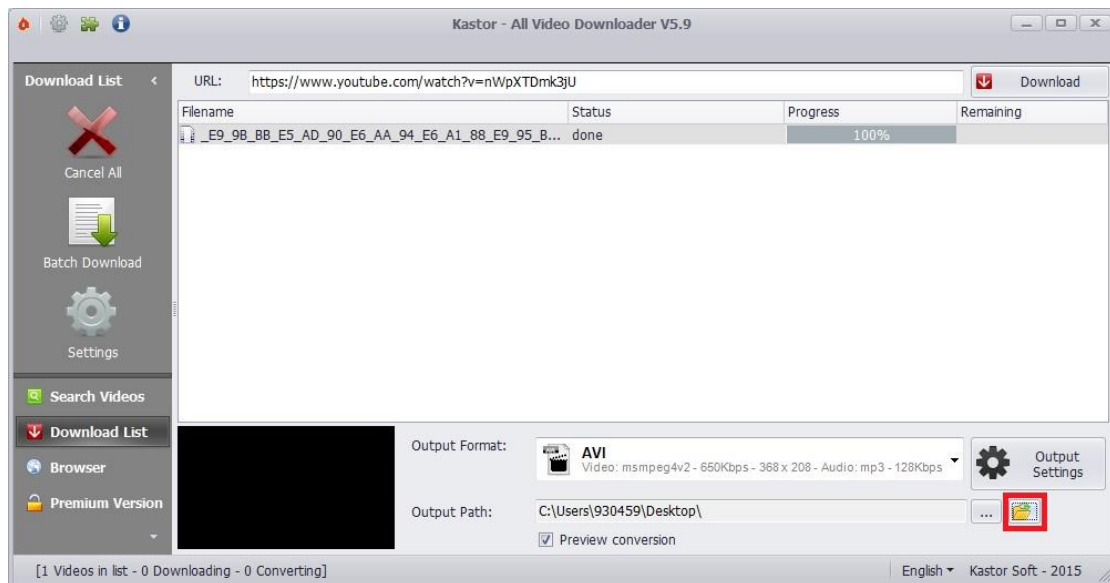 Kastor - All Video Downloader V5.9
Download List
URL: https://www.youtube.com/watch?v=nWpXTDmk3jU Download
Filename Status Progress Remaining
_E9_9B_BB_E5_AD_90_E6_AA_94_E6_A1_88_E9_95_B... done 100%
Cancel All
Batch Download
Settings
Search Videos
Download List
Browser
Premium Version
Output Format:
AVI
Video: msmpeg4v2 - 650Kbps - 368 x 208 - Audio: mp3 - 128Kbps
Output
Settings
Output Path: C:\Users\930459\Desktop\ ...
Preview conversion
[1 Videos in list - 0 Downloading - 0 Converting] English Kastor Soft - 2015